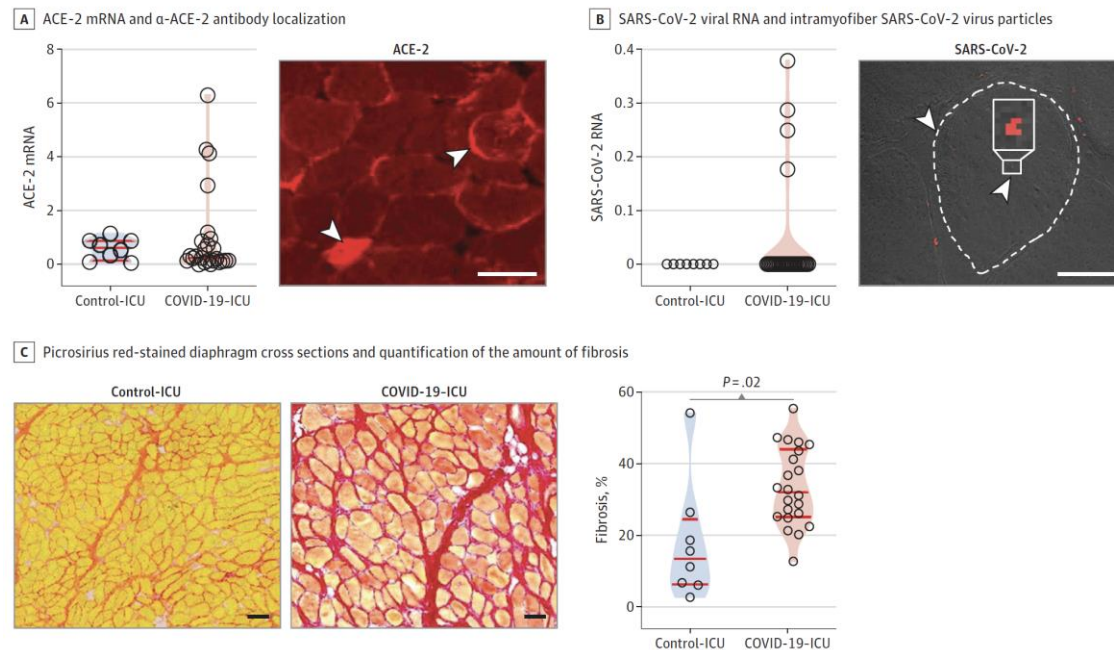 A ACE-2 mRNA and α-ACE-2 antibody localization
ACE-2 mRNA
8
6
4
2
0
Control-ICU COVID-19-ICU
ACE-2
B SARS-CoV-2 viral RNA and intramyofiber SARS-CoV-2 virus particles
SARS-CoV-2 RNA
0.4
0.3
0.2
0.1
0
Control-ICU COVID-19-ICU
SARS-CoV-2
C Picrosirius red-stained diaphragm cross sections and quantification of the amount of fibrosis
Control-ICU
COVID-19-ICU
Fibrosis, %
60
40
20
0
P = .02
Control-ICU COVID-19-ICU